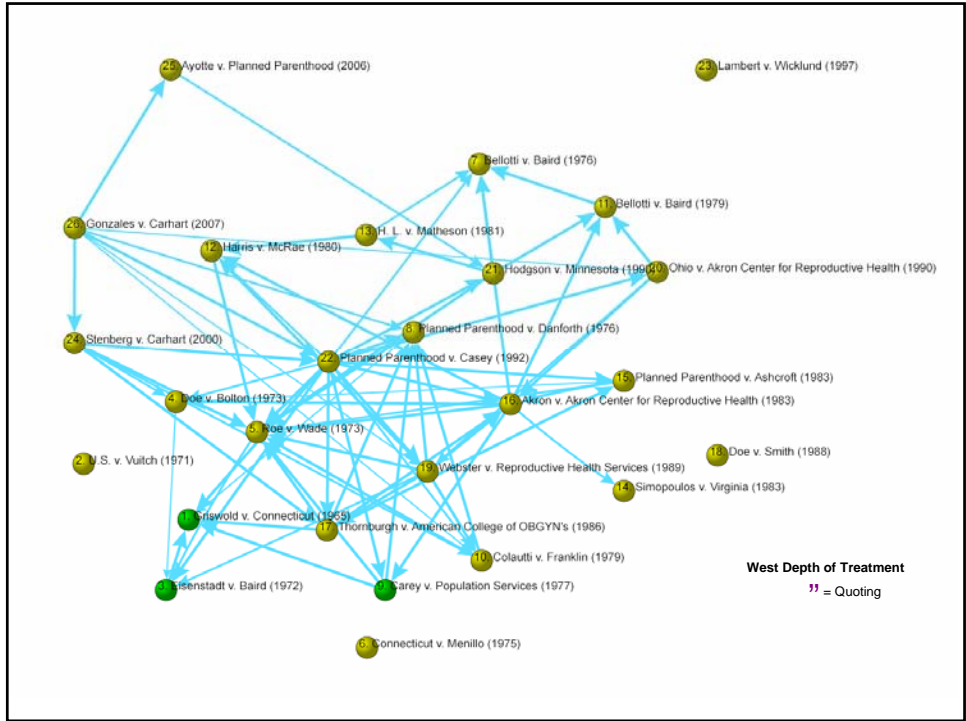 25. Ayotte v. Planned Parenthood (2006)
23. Lambert v. Wicklund (1997)
7. Bellotti v. Baird (1976)
11. Bellotti v. Baird (1979)
26. Gonzales v. Carhart (2007)
13. H. L. v. Matheson (1981)
12. Harris v. McRae (1980)
21. Hodgson v. Minnesota (1990)
20. Ohio v. Akron Center for Reproductive Health (1990)
8. Planned Parenthood v. Danforth (1976)
24. Stenberg v. Carhart (2000)
22. Planned Parenthood v. Casey (1992)
15. Planned Parenthood v. Ashcroft (1983)
4. Doe v. Bolton (1973)
16. Akron v. Akron Center for Reproductive Health (1983)
5. Roe v. Wade (1973)
18. Doe v. Smith (1988)
2. U.S. v. Vuitch (1971)
19. Webster v. Reproductive Health Services (1989)
14. Simopoulos v. Virginia (1983)
1. Griswold v. Connecticut (1965)
17. Thornburgh v. American College of OBGYN's (1986)
10. Colautti v. Franklin (1979)
West Depth of Treatment
" = Quoting
3. Eisenstadt v. Baird (1972)
9. Carey v. Population Services (1977)
6. Connecticut v. Menillo (1975)